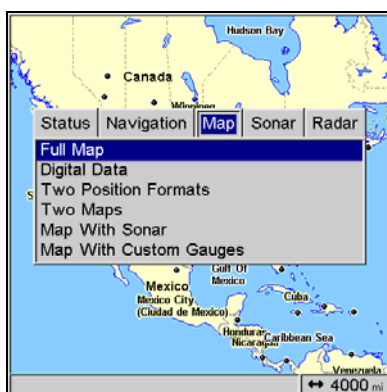 Hudson Bay
Canada
Winnipeg
Status Navigation Map Sonar Radar
Full Map
Digital Data
Two Position Formats
Two Maps
Map With Sonar
Map With Custom Gauges
Gulf Of
Mexico
Mexico
Mexico City
(Ciudad de Mexico)
Cuba
Honduras
Caribbean Sea
Nicaragua
Venezuela
↔ 4000 mi